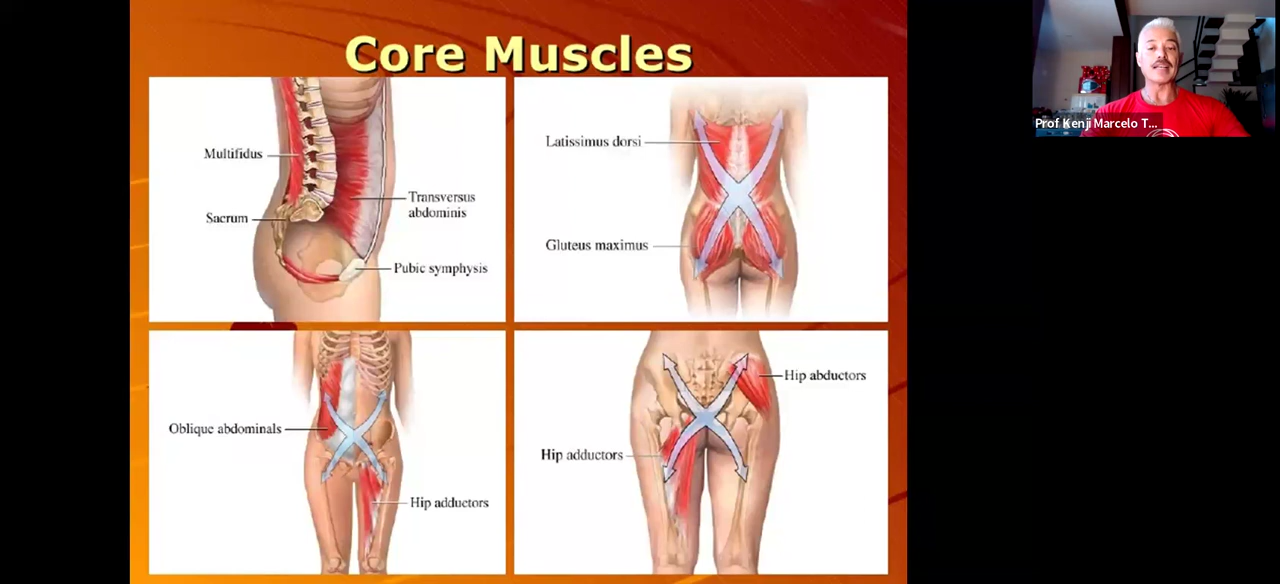 Core Muscles
Multifidus
Transversus
abdominis
Sacrum
Pubic symphysis
Latissimus dorsi
Gluteus maximus
Oblique abdominals
Hip adductors
Hip abductors
Hip adductors
Prof Kenji Marcelo T...